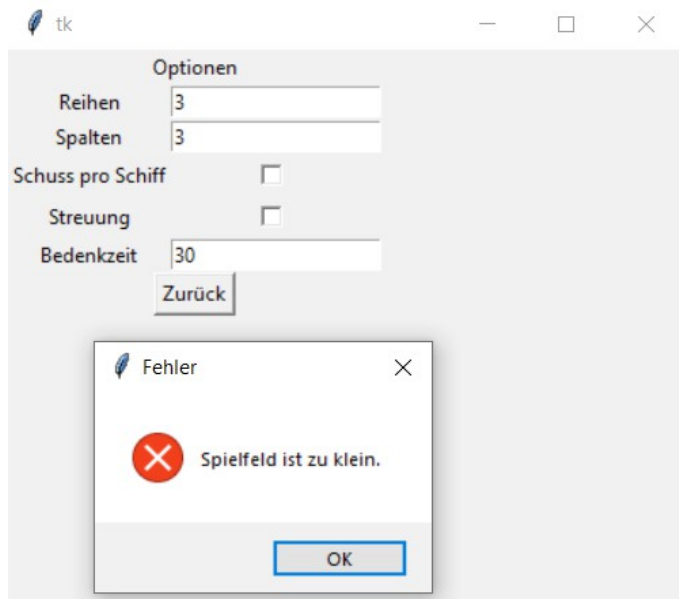 tk
Optionen
Reihen 3
Spalten 3
Schuss pro Schiff
Streuung
Bedenkzeit 30
Zurück
Fehler
Spielfeld ist zu klein.
OK